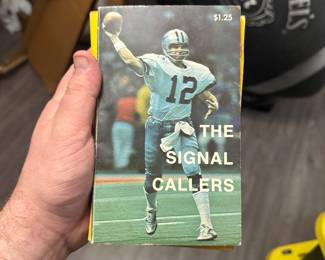 $1.25
12
THE
SIGNAL
CALLERS